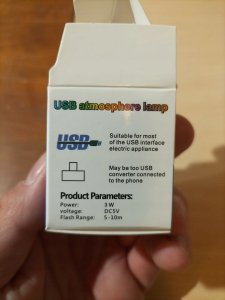 USB atmosphere lamp
USB
Suitable for most
of the USB interface
electric appliance
May be too USB
converter connected
to the phone
Product Parameters:
Power: 3W
voltage: DC5V
Flash Range: 5-10m